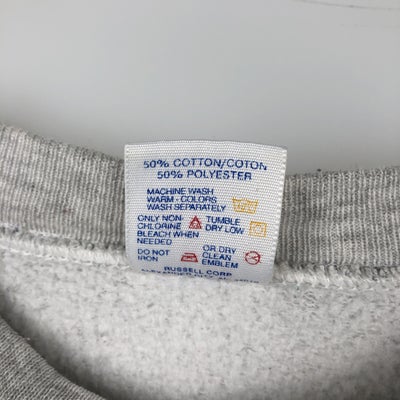 50% COTTON/COTON
50% POLYESTER
MACHINE WASH
WARM - COLORS
WASH SEPARATELY
ONLY NON-
CHLORINE
BLEACH WHEN
NEEDED
TUMBLE
DRY LOW
DO NOT
IRON
OR DRY
CLEAN
EMBLEM
RUSSELL CORP.